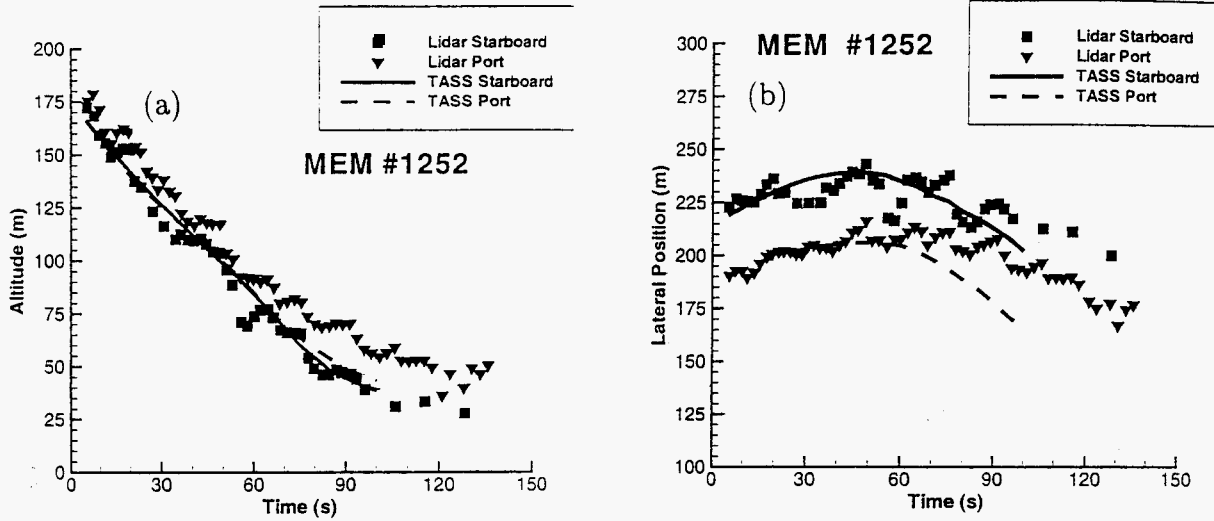 Lidar Starboard
Lidar Port
TASS Starboard
TASS Port
(a)
MEM #1252
200
175
150
125
100
75
50
25
0
Altitude (m)
0 30 60 90 120 150
Time (s)
Lidar Starboard
Lidar Port
TASS Starboard
TASS Port
MEM #1252
(b)
300
275
250
225
200
175
150
125
100
Lateral Position (m)
0 30 60 90 120 150
Time (s)